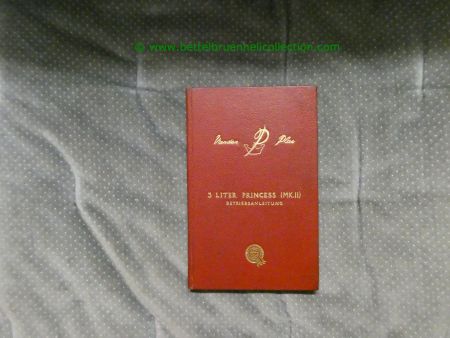 © www.bettelbruenhelicollection.com
Vanden Plas
3 LITER PRINCESS (MK.II)
BETRIEBSANLEITUNG